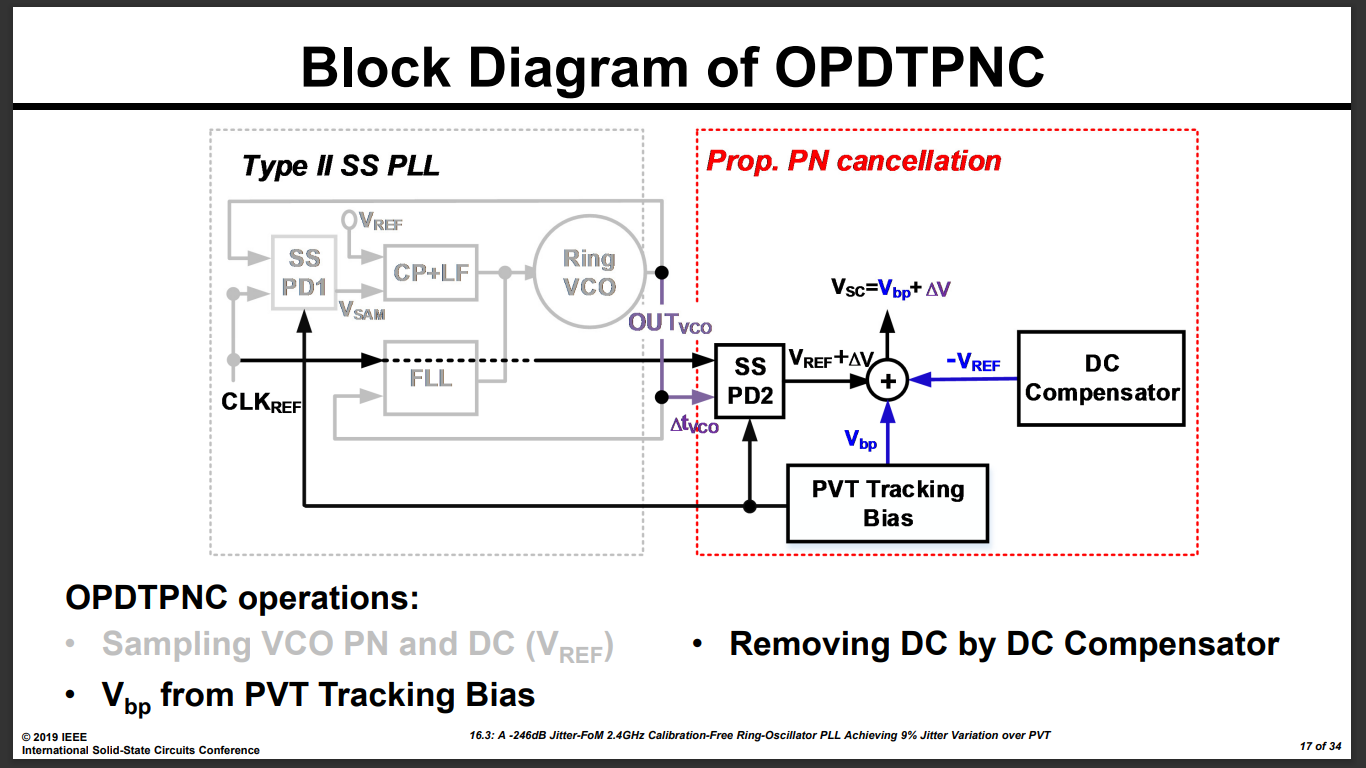 Block Diagram of OPDTPNC
Type II SS PLL
Prop. PN cancellation
VREF
SS
PD1
CP+LF
Ring
VCO
VSAM
OUTVCO
FLL
CLKREF
ΔtVCO
SS
PD2
VREF+ΔV
VSC=Vbp+ ΔV
+
-VREF
DC
Compensator
Vbp
PVT Tracking
Bias
OPDTPNC operations:
• Sampling VCO PN and DC (VREF)
• Vbp from PVT Tracking Bias
• Removing DC by DC Compensator
© 2019 IEEE
International Solid-State Circuits Conference
16.3: A -246dB Jitter-FoM 2.4GHz Calibration-Free Ring-Oscillator PLL Achieving 9% Jitter Variation over PVT
17 of 34